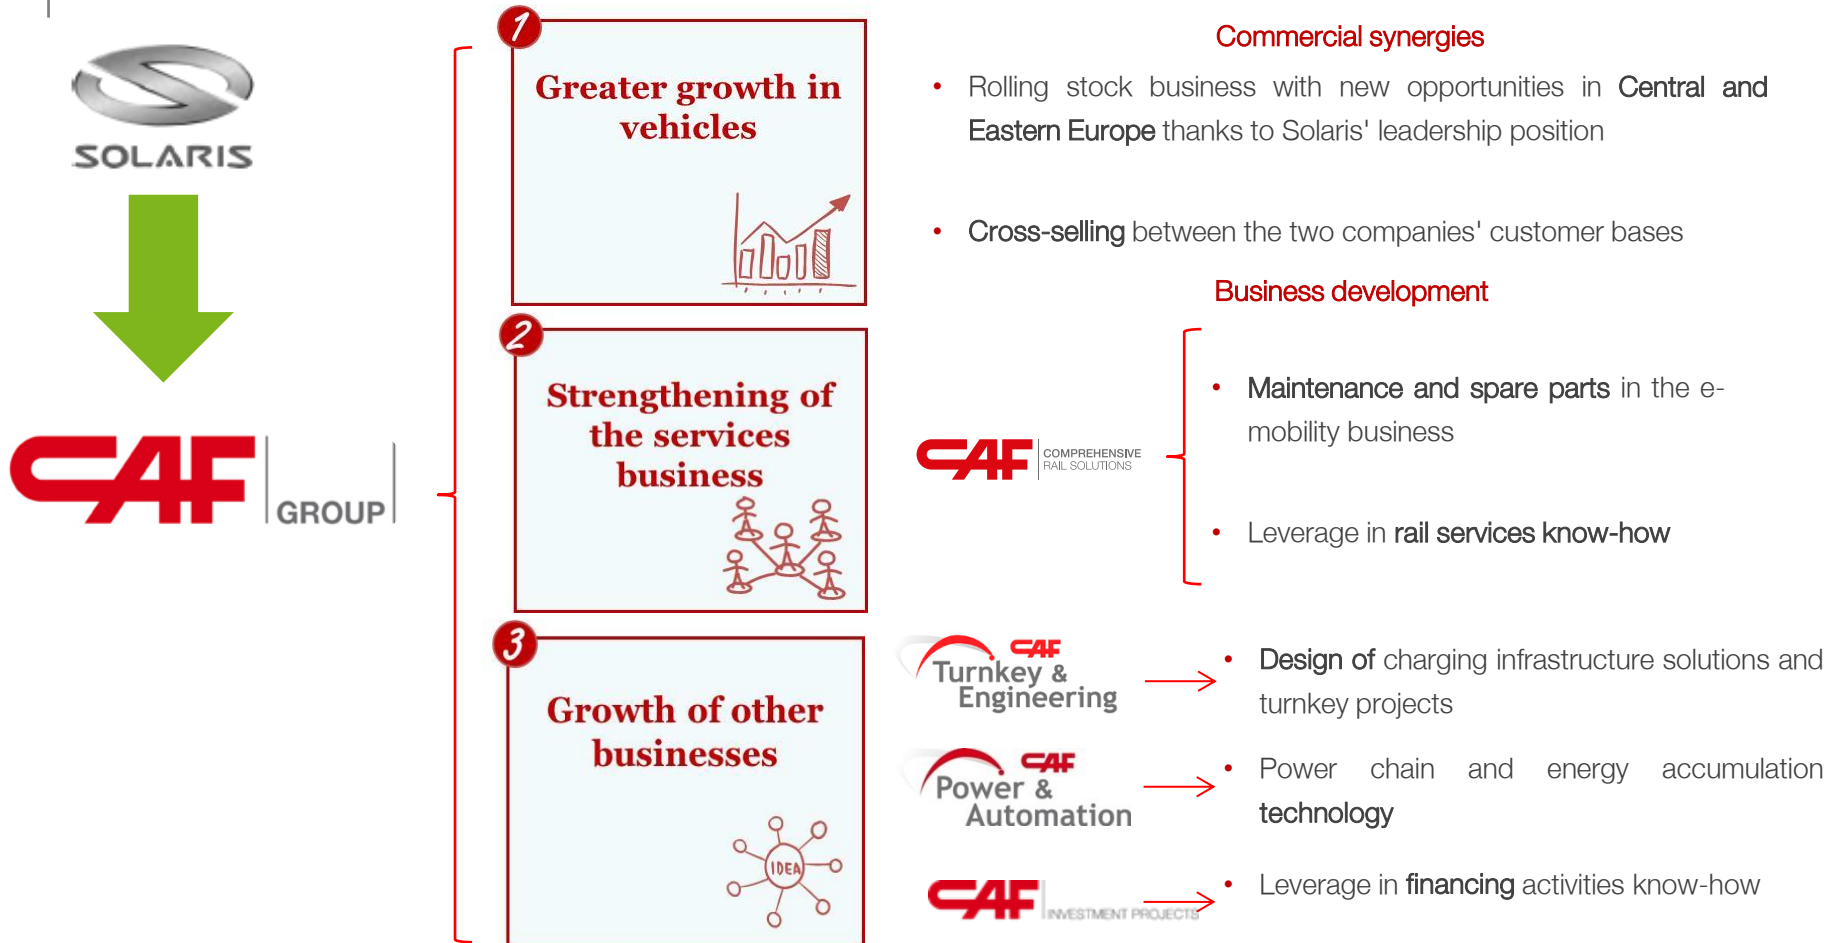 SOLARIS
CAF
GROUP
1
Greater growth in
vehicles
2
Strengthening of
the services
business
3
Growth of other
businesses
IDEA
Commercial synergies
• Rolling stock business with new opportunities in Central and
Eastern Europe thanks to Solaris' leadership position
• Cross-selling between the two companies' customer bases
Business development
CAF
COMPREHENSIVE
RAIL SOLUTIONS
• Maintenance and spare parts in the e-
mobility business
• Leverage in rail services know-how
CAF
Turnkey &
Engineering
• Design of charging infrastructure solutions and
turnkey projects
CAF
Power &
Automation
• Power chain and energy accumulation
technology
CAF
INVESTMENT PROJECTS
• Leverage in financing activities know-how